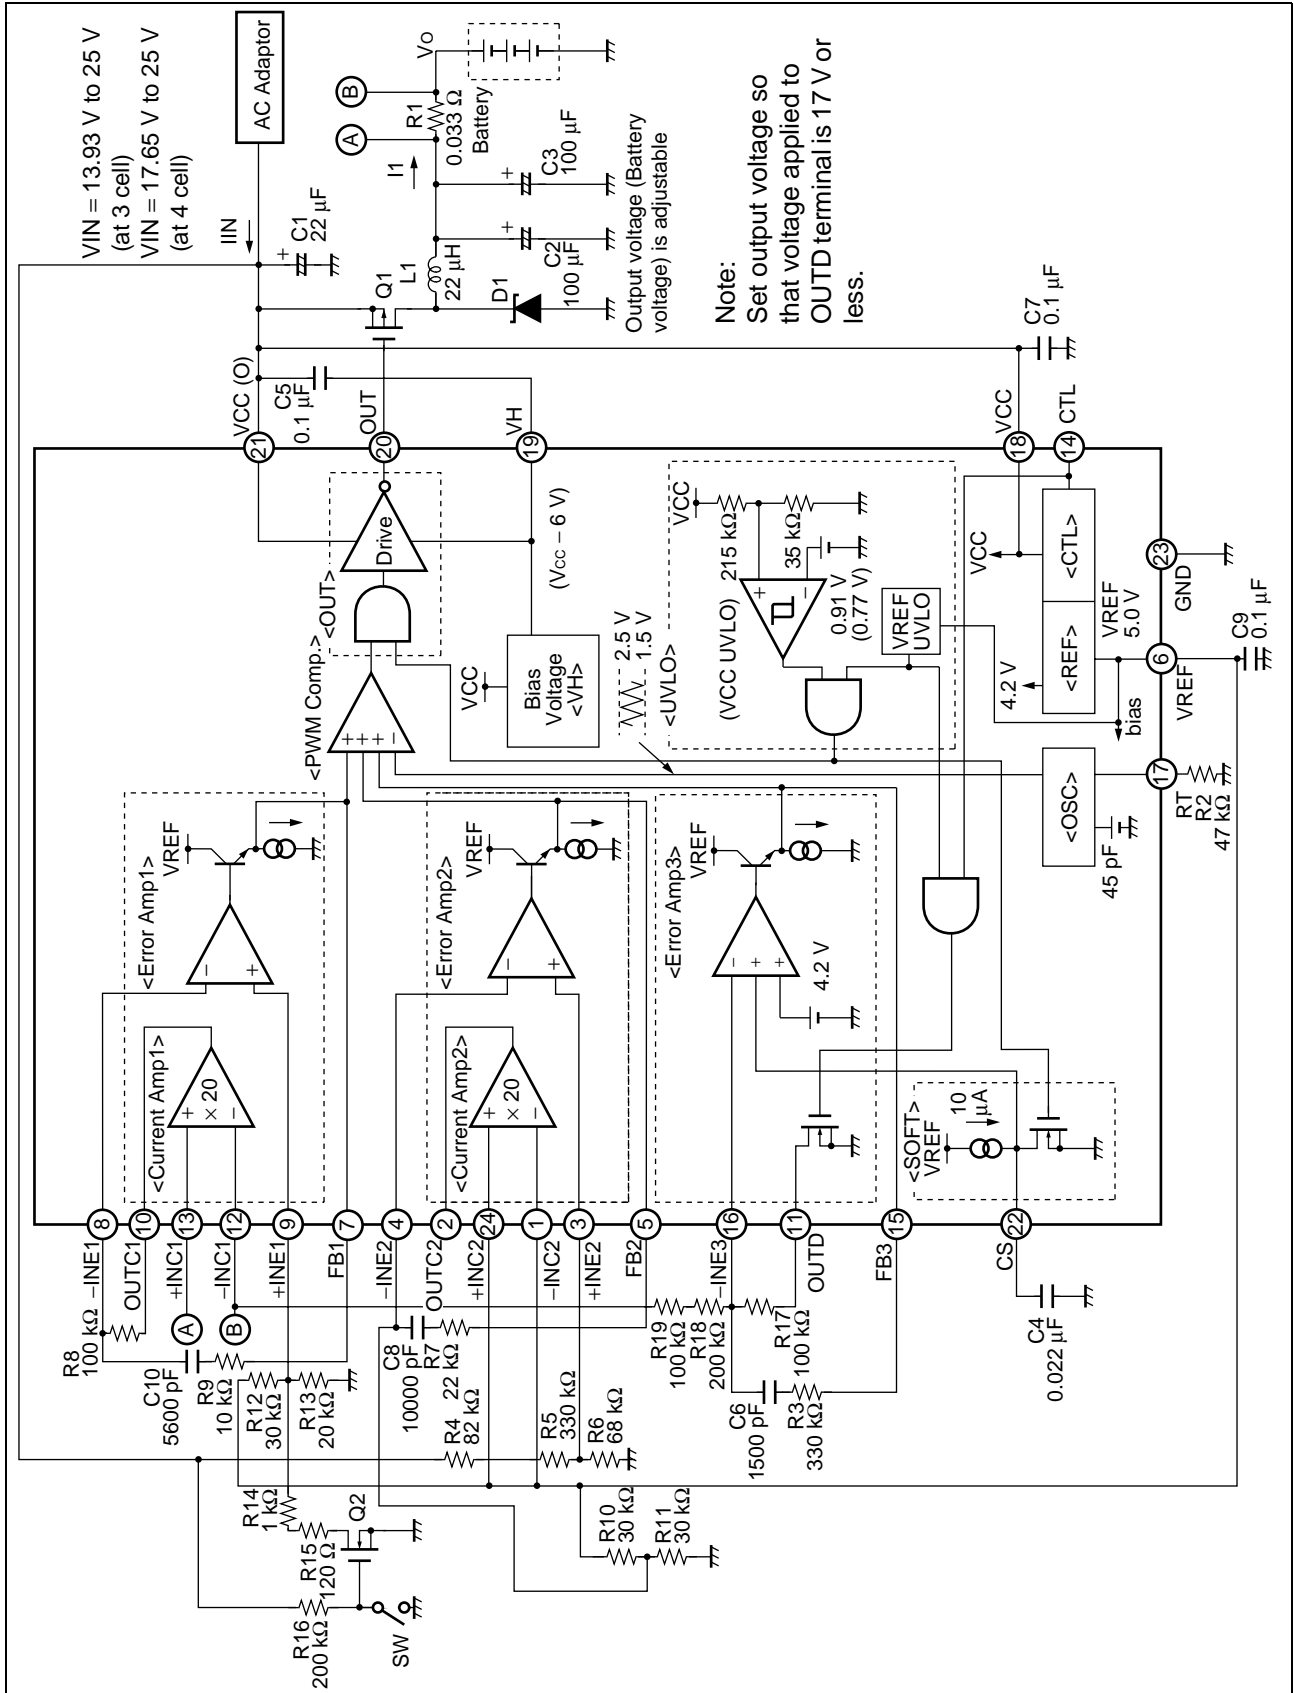 VIN = 13.93 V to 25 V
(at 3 cell)
VIN = 17.65 V to 25 V
(at 4 cell)
AC Adaptor
IIN
C1
22 μF
+
VO
B
A
R1
0.033 Ω
Battery
I1
C3
100 μF
+
C2
100 μF
+
L1
22 μH
Q1
D1
Output voltage (Battery
voltage) is adjustable
Note:
Set output voltage so
that voltage applied to
OUTD terminal is 17 V or
less.
C7
0.1 μF
VCC (O)
C5
0.1 μF
OUT
VH
VCC
CTL
21
20
19
18
14
<OUT>
Drive
(VCC − 6 V)
<PWM Comp.>
+
+
+
−
VCC
Bias
Voltage
<VH>
2.5 V
1.5 V
<UVLO>
(VCC UVLO)
VCC
215 kΩ
35 kΩ
+
−
0.91 V
(0.77 V)
VREF
UVLO
VCC
<CTL>
<REF>
VREF
5.0 V
4.2 V
bias
23
GND
6
VREF
C9
0.1 μF
<OSC>
45 pF
17
RT
R2
47 kΩ
<Error Amp1>
VREF
−
+
<Current Amp1>
+
× 20
−
<Error Amp2>
VREF
−
+
<Current Amp2>
+
× 20
−
<Error Amp3>
VREF
−
+
+
4.2 V
<SOFT>
VREF
10
μA
8
−INE1
10
OUTC1
13
+INC1
12
−INC1
9
+INE1
7
FB1
4
−INE2
2
OUTC2
24
+INC2
1
−INC2
3
+INE2
5
FB2
16
−INE3
11
OUTD
15
FB3
22
CS
R8
100 kΩ
A
B
C10
5600 pF
R9
10 kΩ
R12
30 kΩ
R13
20 kΩ
C8
10000 pF
R7
22 kΩ
R4
82 kΩ
R5
330 kΩ
R6
68 kΩ
R19
100 kΩ
R18
200 kΩ
R17
100 kΩ
C6
1500 pF
R3
330 kΩ
C4
0.022 μF
R14
1 kΩ
R15
120 Ω
Q2
R16
200 kΩ
SW
R10
30 kΩ
R11
30 kΩ